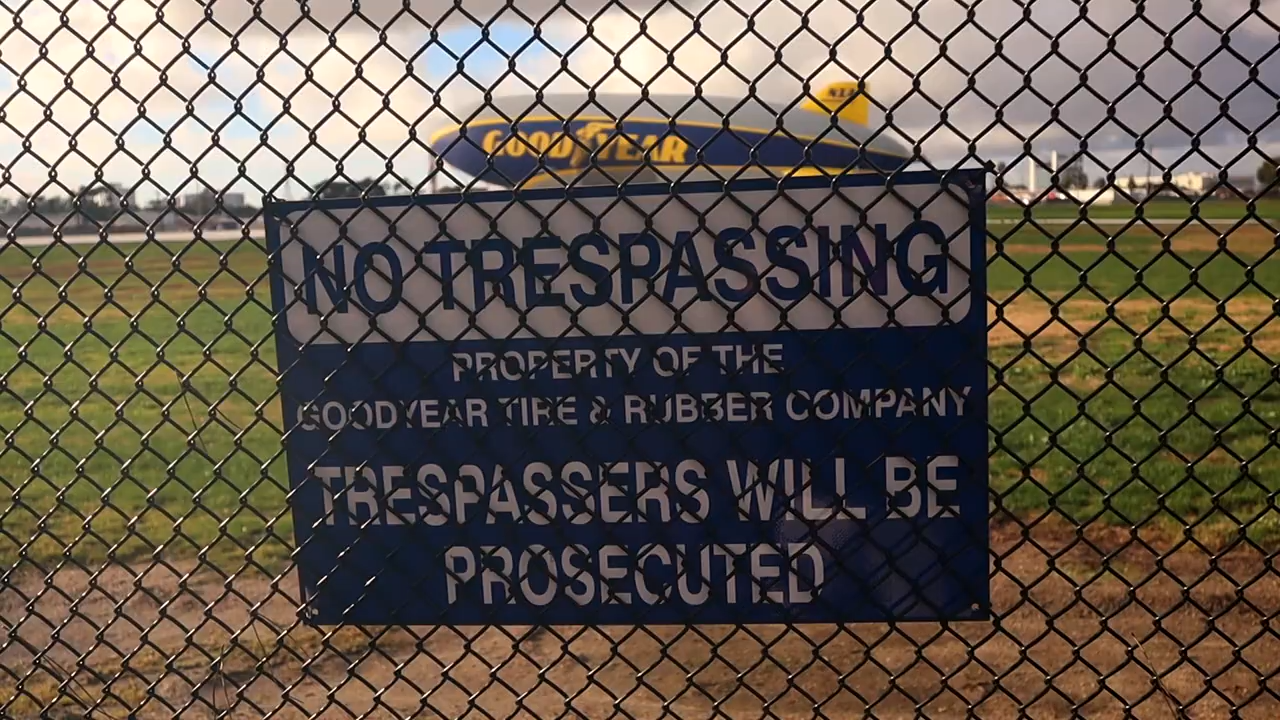 GOODYEAR
NO TRESPASSING
PROPERTY OF THE
GOODYEAR TIRE & RUBBER COMPANY
TRESPASSERS WILL BE
PROSECUTED